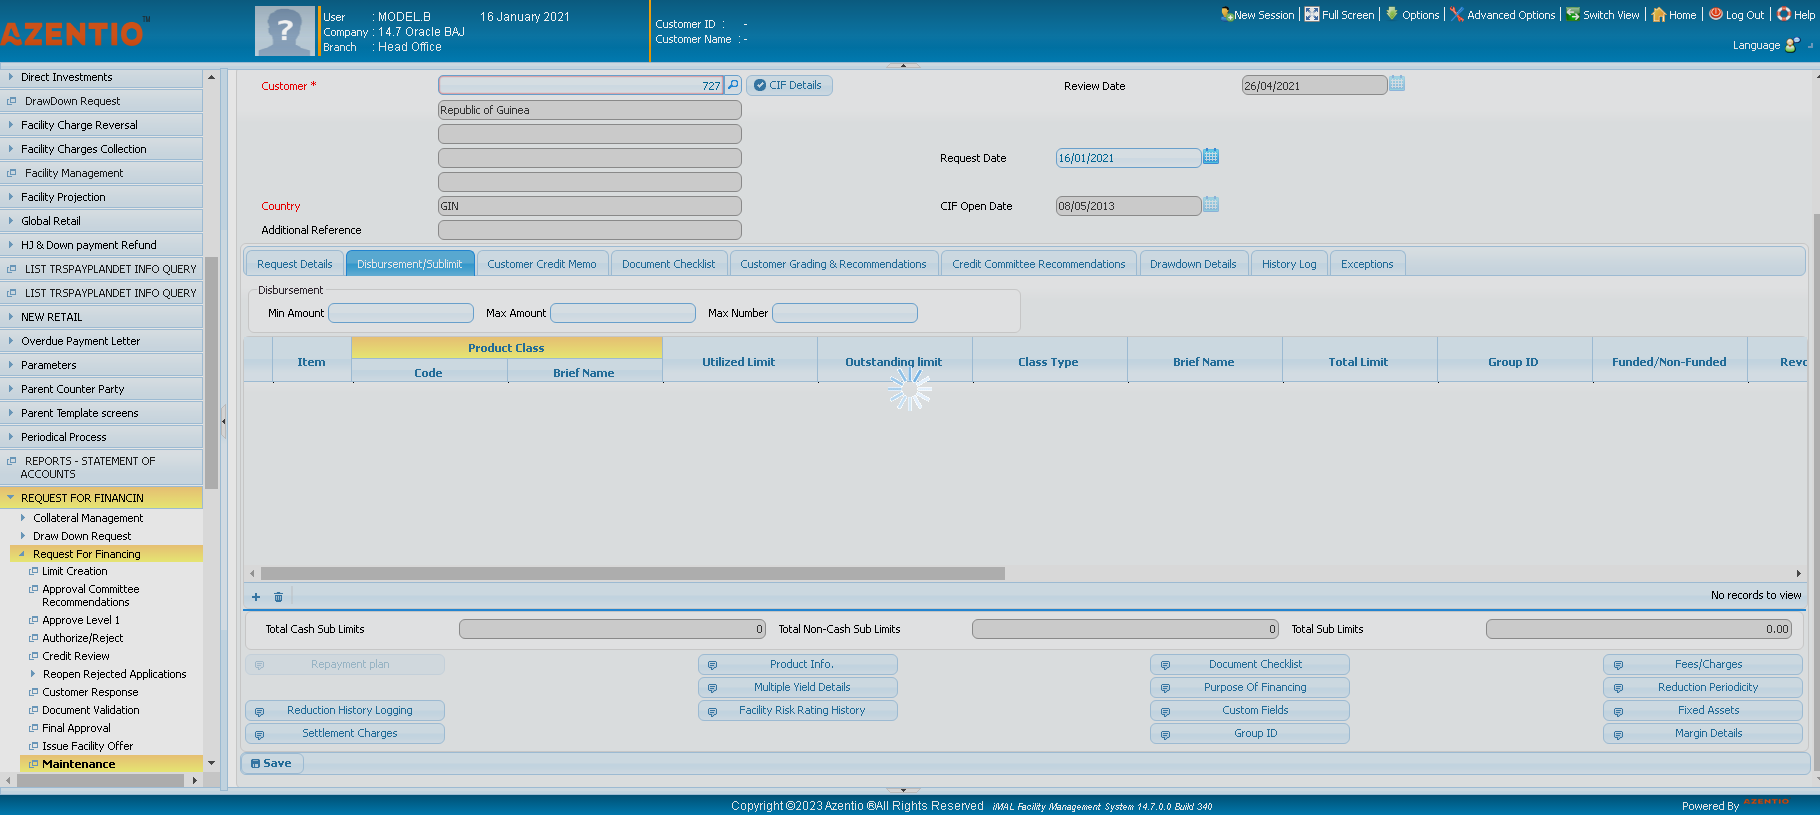 AZENTIO™
User : MODEL.B 16 January 2021
Company : 14.7 Oracle BAJ
Branch : Head Office
Customer ID : -
Customer Name : -
New Session Full Screen Options Advanced Options Switch View Home Log Out Help
Language
Direct Investments
DrawDown Request
Facility Charge Reversal
Facility Charges Collection
Facility Management
Facility Projection
Global Retail
HJ & Down payment Refund
LIST TRSPAYPLANDET INFO QUERY
LIST TRSPAYPLANDET INFO QUERY
NEW RETAIL
Overdue Payment Letter
Parameters
Parent Counter Party
Parent Template screens
Periodical Process
REPORTS - STATEMENT OF
ACCOUNTS
REQUEST FOR FINANCIN
Collateral Management
Draw Down Request
Request For Financing
Limit Creation
Approval Committee
Recommendations
Approve Level 1
Authorize/Reject
Credit Review
Reopen Rejected Applications
Customer Response
Document Validation
Final Approval
Issue Facility Offer
Maintenance
Customer * 727 CIF Details Review Date 26/04/2021
Republic of Guinea
Request Date 16/01/2021
Country GIN CIF Open Date 08/05/2013
Additional Reference
Request Details Disbursement/Sublimit Customer Credit Memo Document Checklist Customer Grading & Recommendations Credit Committee Recommendations Drawdown Details History Log Exceptions
Disbursement
Min Amount Max Amount Max Number
Item Product Class Utilized Limit Outstanding limit Class Type Brief Name Total Limit Group ID Funded/Non-Funded Revo
Code Brief Name
No records to view
Total Cash Sub Limits 0 Total Non-Cash Sub Limits 0 Total Sub Limits 0.00
Repayment plan Product Info. Document Checklist Fees/Charges
Multiple Yield Details Purpose Of Financing Reduction Periodicity
Reduction History Logging Facility Risk Rating History Custom Fields Fixed Assets
Settlement Charges Group ID Margin Details
Save
Copyright ©2023 Azentio ®All Rights Reserved iMAL Facility Management System 14.7.0.0 Build 340
Powered By AZENTIO